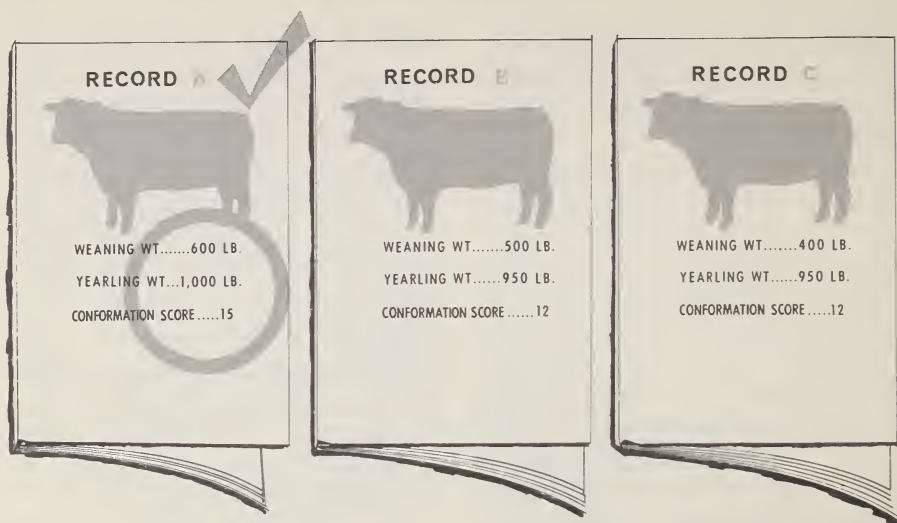 RECORD A
WEANING WT.......600 LB.
YEARLING WT...1,000 LB.
CONFORMATION SCORE.....15
RECORD B
WEANING WT.......500 LB.
YEARLING WT...950 LB.
CONFORMATION SCORE......12
RECORD C
WEANING WT.......400 LB.
YEARLING WT...950 LB.
CONFORMATION SCORE.....12